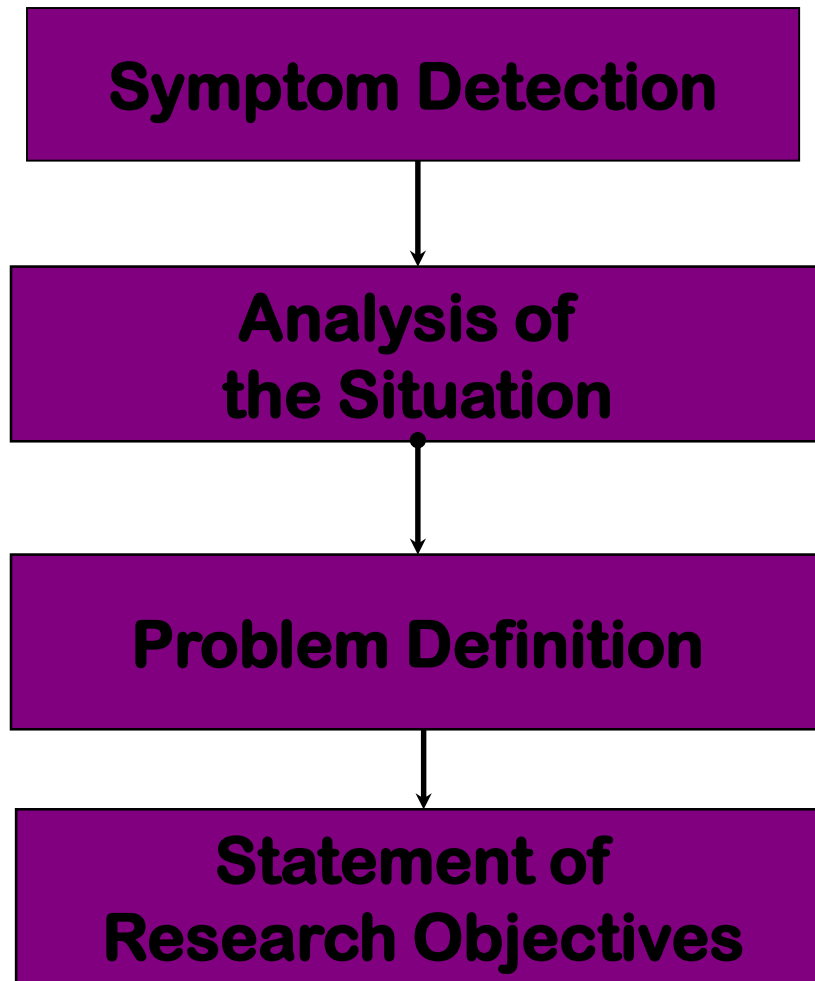 Symptom Detection
Analysis of
the Situation
Problem Definition
Statement of
Research Objectives